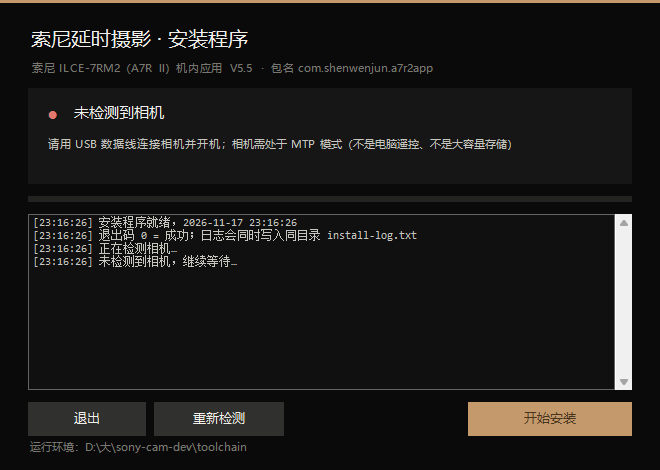 索尼延时摄影 · 安装程序
索尼 ILCE-7RM2（A7R II）机内应用 V5.5 · 包名 com.shenwenjun.a7r2app
未检测到相机
请用 USB 数据线连接相机并开机；相机需处于 MTP 模式（不是电脑遥控、不是大容量存储）
[23:16:26] 安装程序就绪，2026-11-17 23:16:26
[23:16:26] 退出码 0 = 成功；日志会同时写入同目录 install-log.txt
[23:16:26] 正在检测相机…
[23:16:26] 未检测到相机，继续等待…
退出 重新检测 开始安装
运行环境：D:\大\sony-cam-dev\toolchain